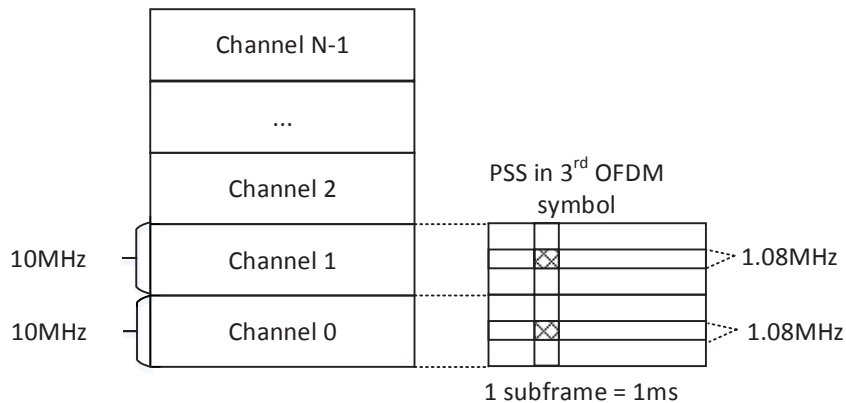 Channel N-1
...
Channel 2
PSS in 3rd OFDM
symbol
10MHz
Channel 1
1.08MHz
10MHz
Channel 0
1.08MHz
1 subframe = 1ms